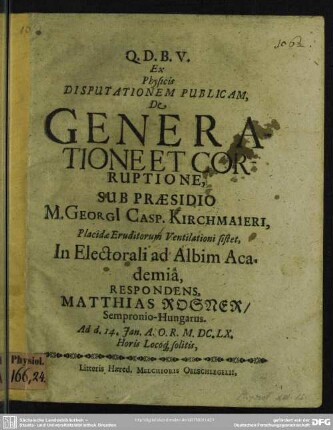 Q. D. B. V.
Ex
Physicis
DISPUTATIONEM PUBLICAM,
De
GENERA-
TIONE ET COR-
RUPTIONE,
SUB PRÆSIDIO
M. GEORGI CASP. KIRCHMAIERI,
Placidæ Eruditorum Ventilationi sistet,
In Electorali ad Albim Aca-
demiâ,
RESPONDENS,
MATTHIAS ROSNER/
Sempronio-Hungarus.
Ad d. 14. Jan. A. O. R. M. DC. LX,
Horis Locoq; solitis,
Litteris Hæred. MELCHIORIS OELSCHLEGELII.
Physiol.
166,24